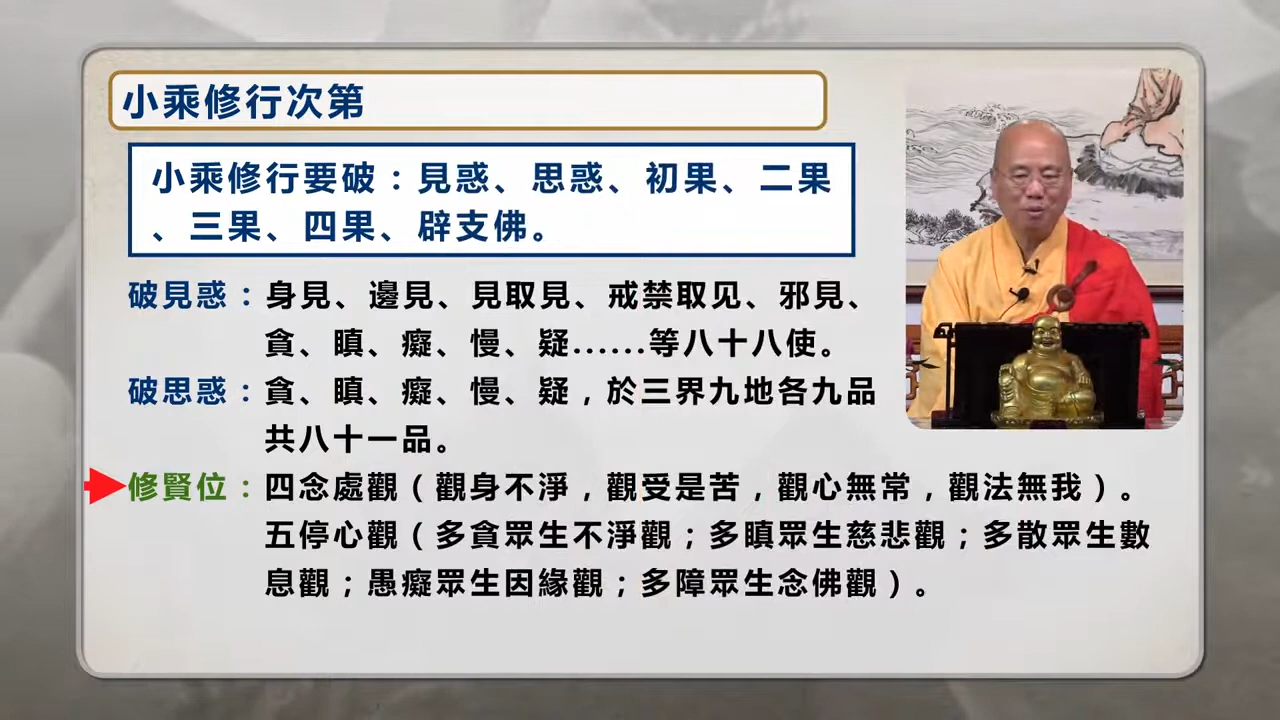 小乘修行次第
小乘修行要破：見惑、思惑、初果、二果
、三果、四果、辟支佛。
破見惑：身見、邊見、見取見、戒禁取见、邪見、
貪、瞋、癡、慢、疑......等八十八使。
破思惑：貪、瞋、癡、慢、疑，於三界九地各九品
共八十一品。
修賢位：四念處觀（觀身不淨，觀受是苦，觀心無常，觀法無我）。
五停心觀（多貪眾生不淨觀；多瞋眾生慈悲觀；多散眾生數
息觀；愚癡眾生因緣觀；多障眾生念佛觀）。